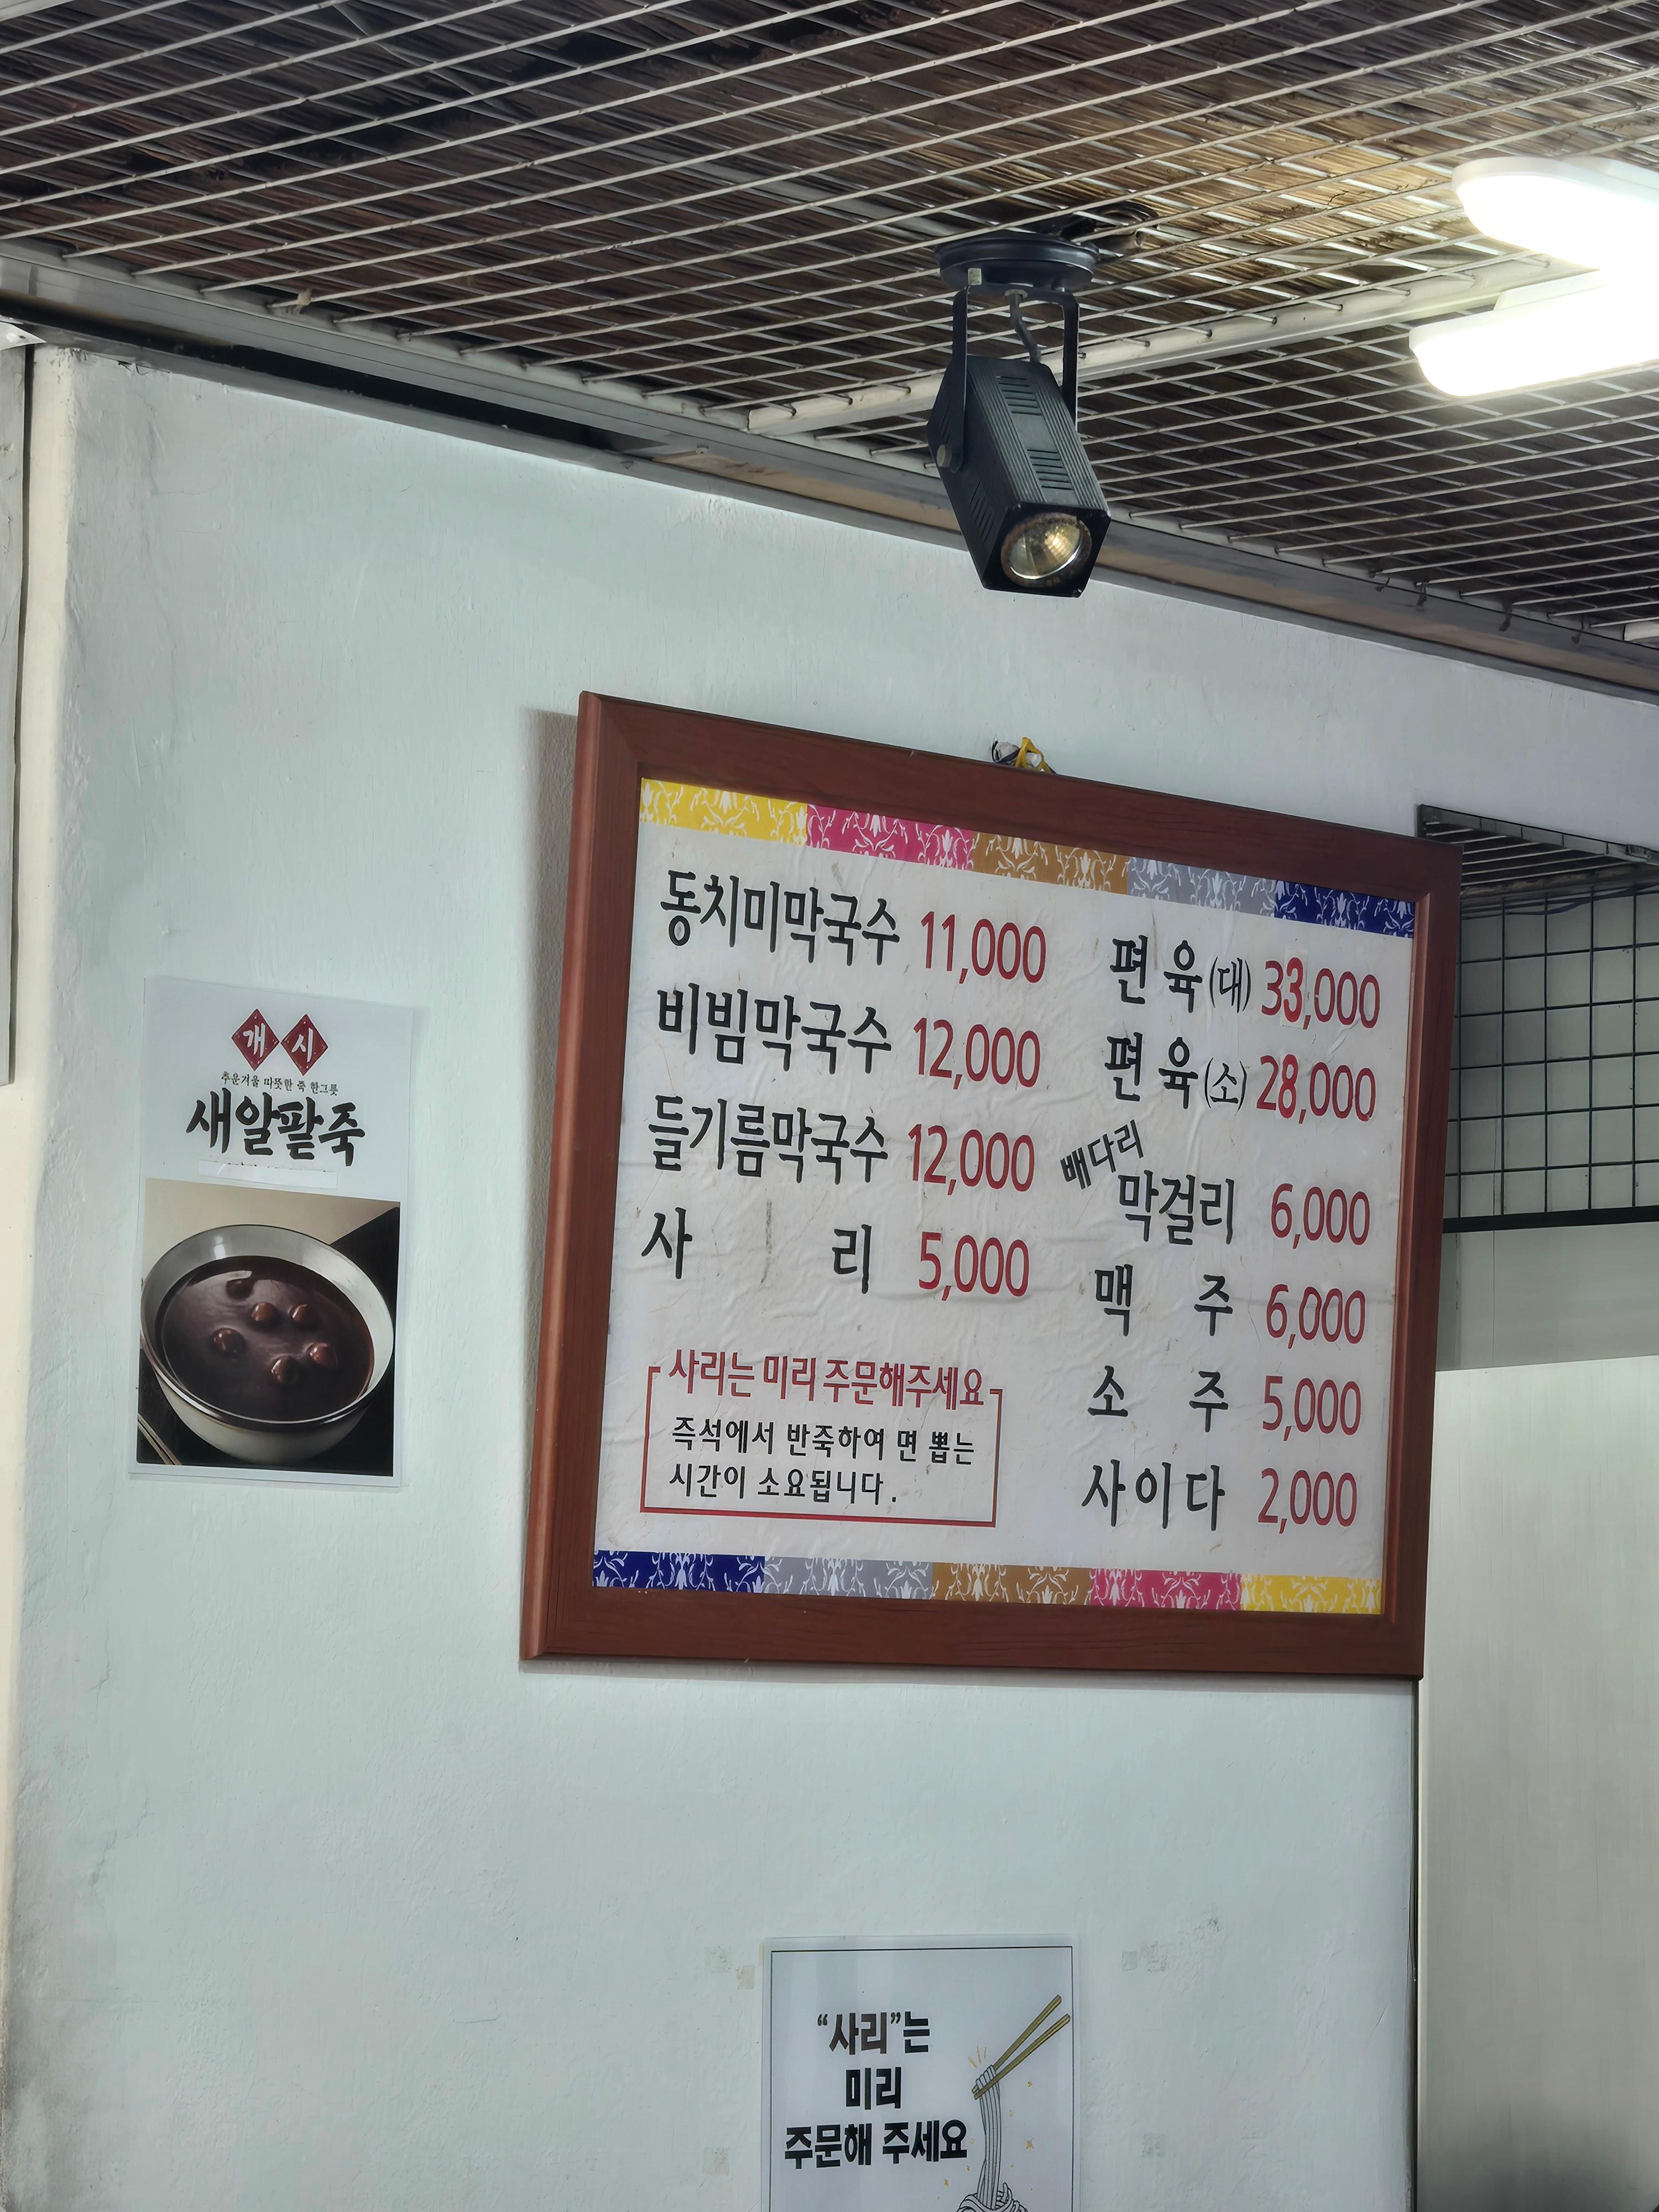 개시
추운겨울 따뜻한 죽 한그릇
새알팥죽
동치미막국수 11,000
비빔막국수 12,000
들기름막국수 12,000
사 리 5,000
사리는 미리 주문해주세요
즉석에서 반죽하여 면 뽑는
시간이 소요됩니다.
편육(대) 33,000
편육(소) 28,000
배다리
막걸리 6,000
맥 주 6,000
소 주 5,000
사이다 2,000
“사리”는
미리
주문해 주세요